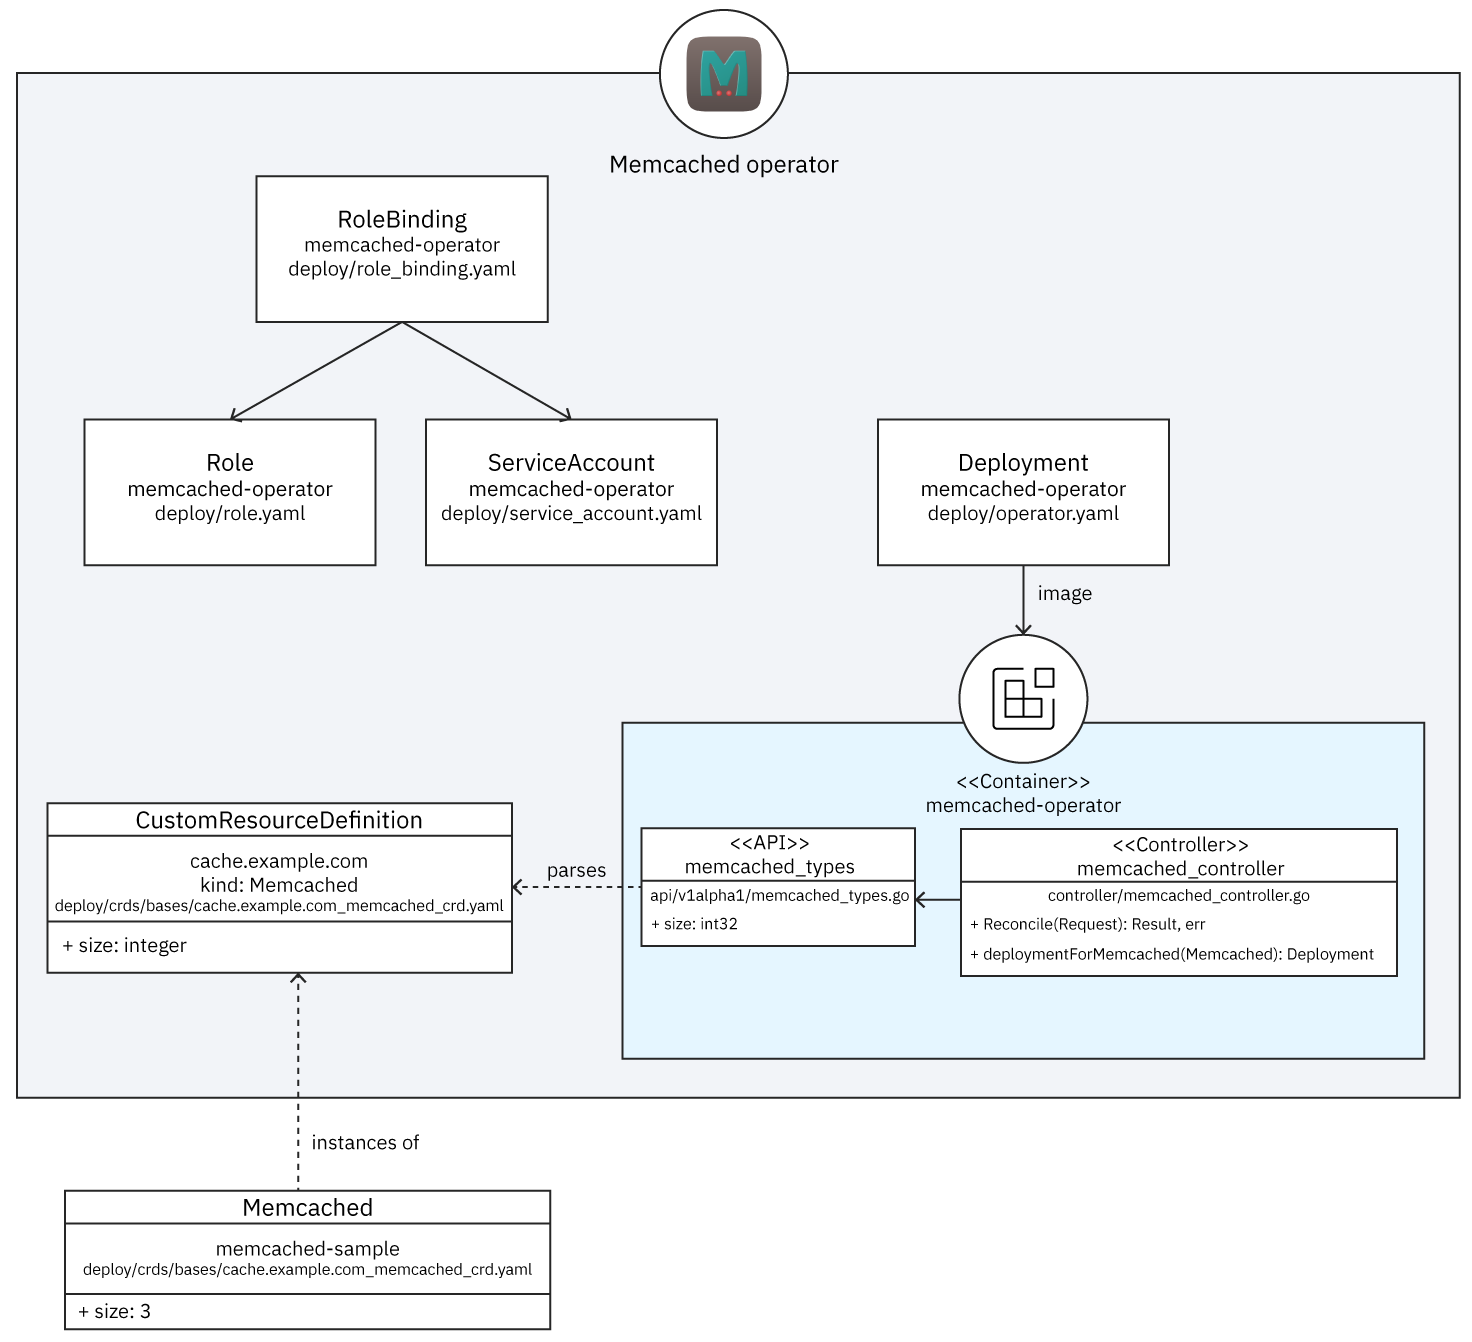 M
Memcached operator
RoleBinding
memcached-operator
deploy/role_binding.yaml
Role
memcached-operator
deploy/role.yaml
ServiceAccount
memcached-operator
deploy/service_account.yaml
Deployment
memcached-operator
deploy/operator.yaml
image
<<Container>>
memcached-operator
CustomResourceDefinition
cache.example.com
kind: Memcached
deploy/crds/bases/cache.example.com_memcached_crd.yaml
+ size: integer
parses
<<API>>
memcached_types
api/v1alpha1/memcached_types.go
+ size: int32
<<Controller>>
memcached_controller
controller/memcached_controller.go
+ Reconcile(Request): Result, err
+ deploymentForMemcached(Memcached): Deployment
instances of
Memcached
memcached-sample
deploy/crds/bases/cache.example.com_memcached_crd.yaml
+ size: 3